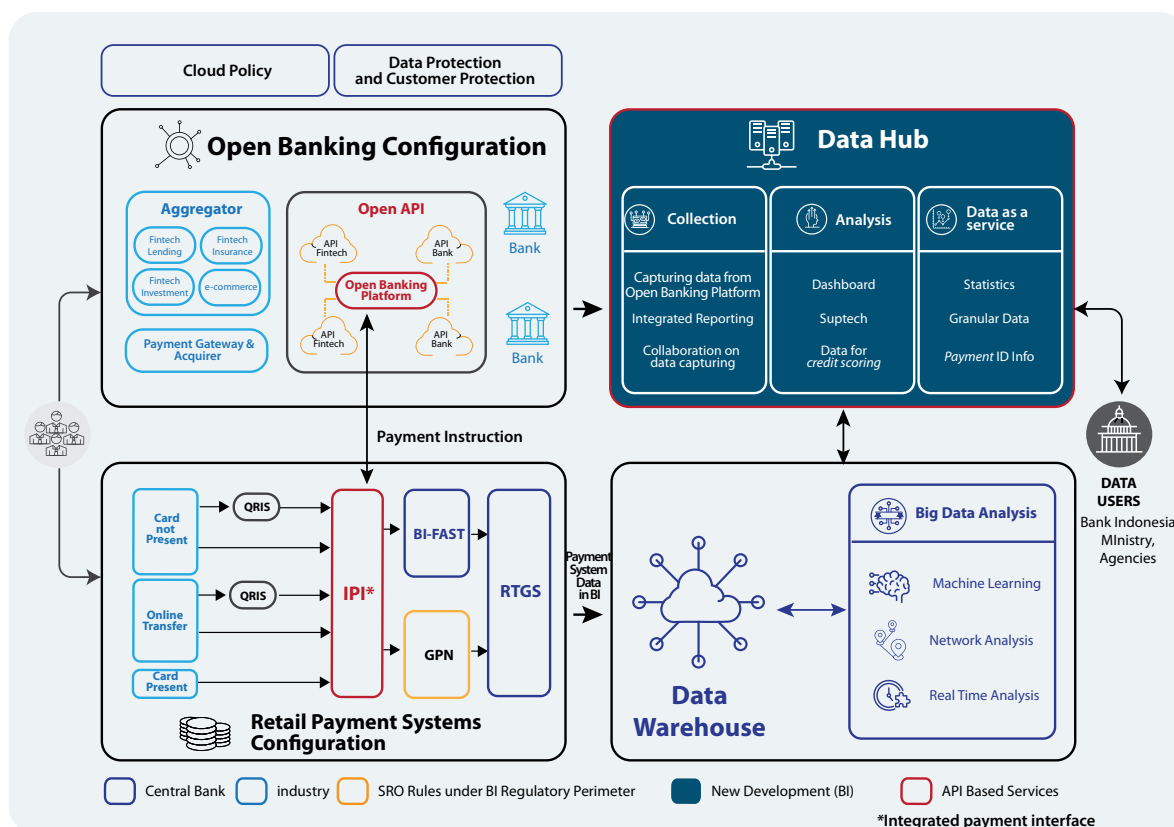 Cloud Policy
Data Protection
and Customer Protection
Open Banking Configuration
Aggregator
Fintech
Lending
Fintech
Insurance
Fintech
Investment
e-commerce
Payment Gateway &
Acquirer
Open API
API
Fintech
API
Bank
Open Banking
Platform
API
Fintech
API
Bank
Bank
Bank
Data Hub
Collection
Capturing data from
Open Banking Platform
Integrated Reporting
Collaboration on
data capturing
Analysis
Dashboard
Suptech
Data for
credit scoring
Data as a
service
Statistics
Granular Data
Payment ID Info
Payment Instruction
Card
not
Present
QRIS
Online
Transfer
QRIS
Card
Present
IPI*
BI-FAST
GPN
RTGS
Retail Payment Systems
Configuration
Payment
System
Data
in BI
Data
Warehouse
Big Data Analysis
Machine Learning
Network Analysis
Real Time Analysis
DATA
USERS
Bank Indonesia
MInistry,
Agencies
Central Bank
industry
SRO Rules under BI Regulatory Perimeter
New Development (BI)
API Based Services
*Integrated payment interface